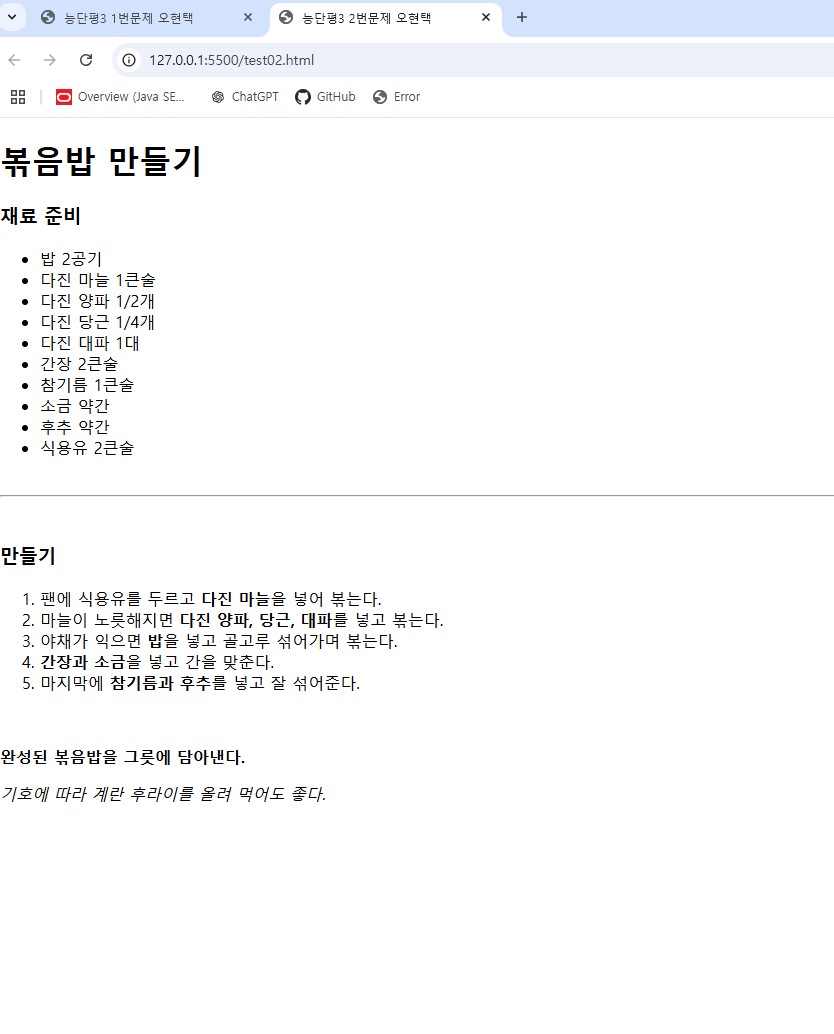 능단평3 1번문제 오현택
능단평3 2번문제 오현택
127.0.0.1:5500/test02.html
Overview (Java SE...
ChatGPT
GitHub
Error
볶음밥 만들기
재료 준비
밥 2공기
다진 마늘 1큰술
다진 양파 1/2개
다진 당근 1/4개
다진 대파 1대
간장 2큰술
참기름 1큰술
소금 약간
후추 약간
식용유 2큰술
만들기
1. 팬에 식용유를 두르고 다진 마늘을 넣어 볶는다.
2. 마늘이 노릇해지면 다진 양파, 당근, 대파를 넣고 볶는다.
3. 야채가 익으면 밥을 넣고 골고루 섞어가며 볶는다.
4. 간장과 소금을 넣고 간을 맞춘다.
5. 마지막에 참기름과 후추를 넣고 잘 섞어준다.
완성된 볶음밥을 그릇에 담아낸다.
기호에 따라 계란 후라이를 올려 먹어도 좋다.